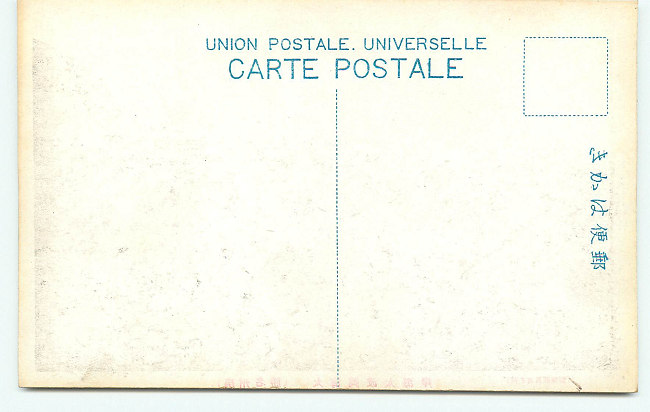 UNION POSTALE. UNIVERSELLE
CARTE POSTALE
郵便はかき